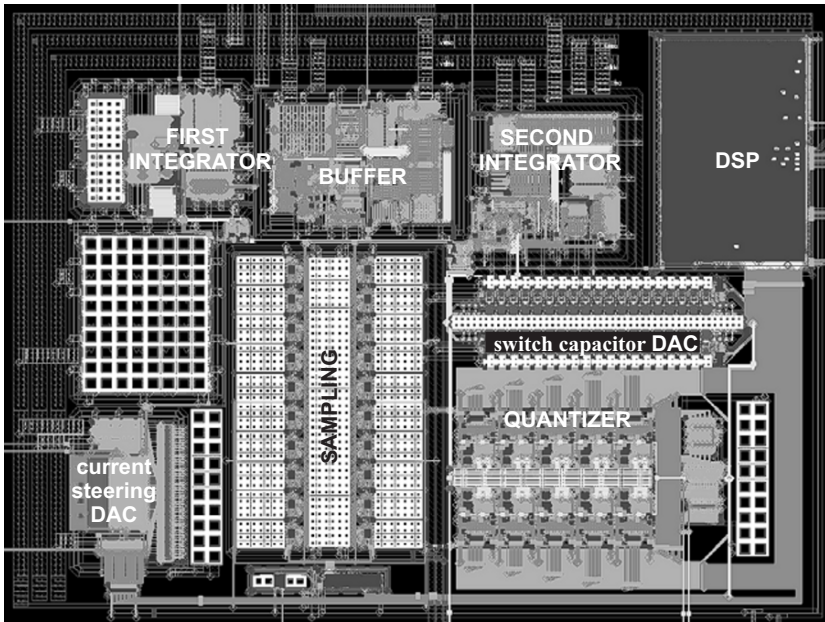 FIRST
INTEGRATOR
BUFFER
SECOND
INTEGRATOR
DSP
switch capacitor DAC
SAMPLING
QUANTIZER
current
steering
DAC